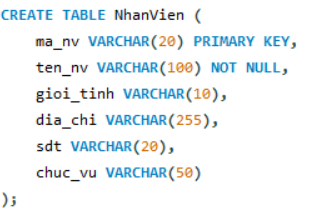 CREATE TABLE NhanVien (
    ma_nv VARCHAR(20) PRIMARY KEY,
    ten_nv VARCHAR(100) NOT NULL,
    gioi_tinh VARCHAR(10),
    dia_chi VARCHAR(255),
    sdt VARCHAR(20),
    chuc_vu VARCHAR(50)
);